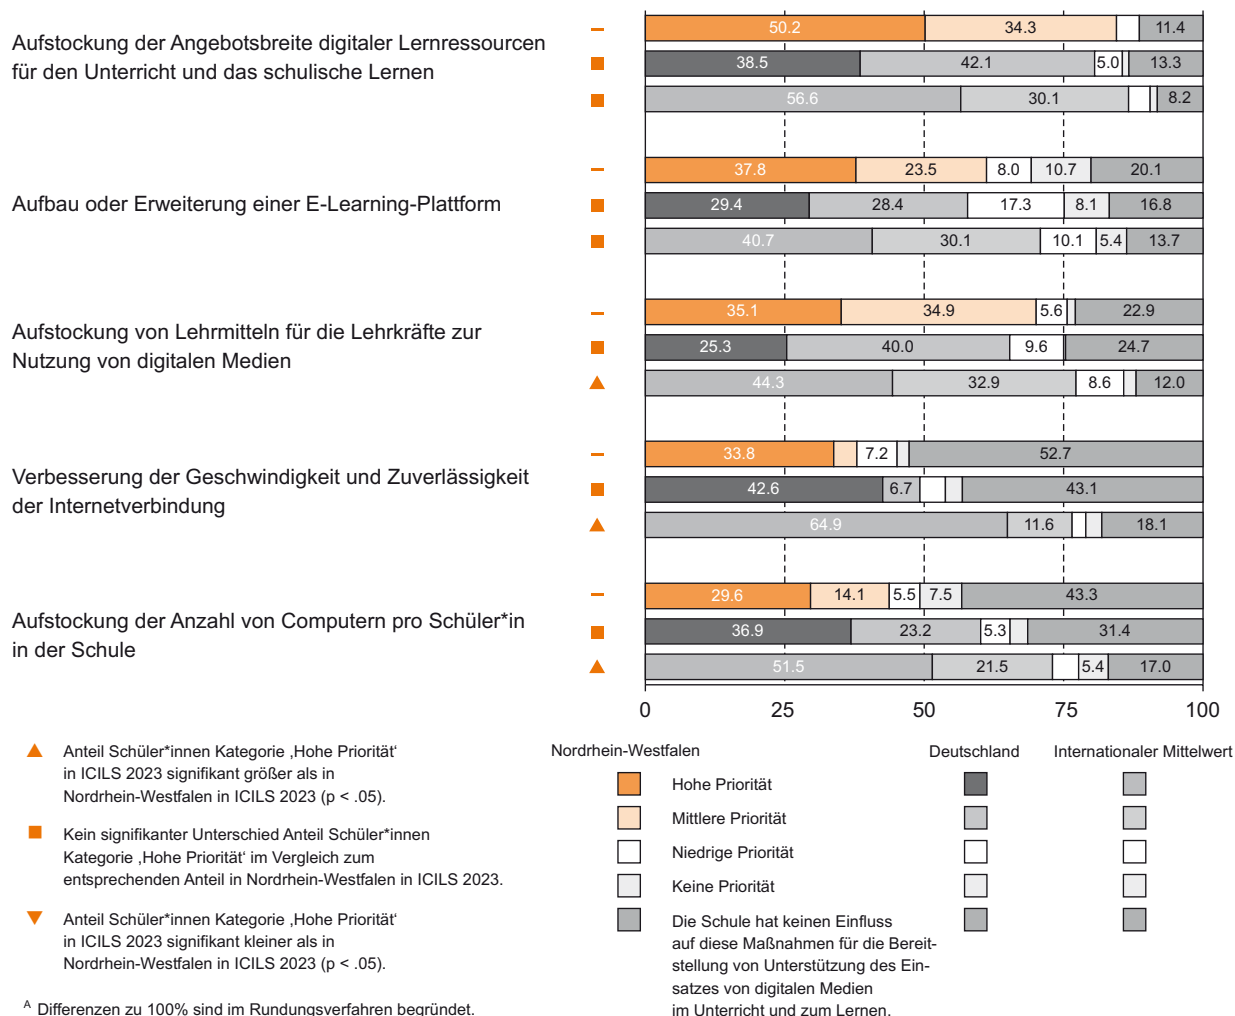 Aufstockung der Angebotsbreite digitaler Lernressourcen
für den Unterricht und das schulische Lernen
50.2 34.3 11.4
38.5 42.1 5.0 13.3
56.6 30.1 8.2
Aufbau oder Erweiterung einer E-Learning-Plattform
37.8 23.5 8.0 10.7 20.1
29.4 28.4 17.3 8.1 16.8
40.7 30.1 10.1 5.4 13.7
Aufstockung von Lehrmitteln für die Lehrkräfte zur
Nutzung von digitalen Medien
35.1 34.9 5.6 22.9
25.3 40.0 9.6 24.7
44.3 32.9 8.6 12.0
Verbesserung der Geschwindigkeit und Zuverlässigkeit
der Internetverbindung
33.8 7.2 52.7
42.6 6.7 43.1
64.9 11.6 18.1
Aufstockung der Anzahl von Computern pro Schüler*in
in der Schule
29.6 14.1 5.5 7.5 43.3
36.9 23.2 5.3 31.4
51.5 21.5 5.4 17.0
0 25 50 75 100
Anteil Schüler*innen Kategorie ‚Hohe Priorität‘
in ICILS 2023 signifikant größer als in
Nordrhein-Westfalen in ICILS 2023 (p < .05).
Kein signifikanter Unterschied Anteil Schüler*innen
Kategorie ‚Hohe Priorität‘ im Vergleich zum
entsprechenden Anteil in Nordrhein-Westfalen in ICILS 2023.
Anteil Schüler*innen Kategorie ‚Hohe Priorität‘
in ICILS 2023 signifikant kleiner als in
Nordrhein-Westfalen in ICILS 2023 (p < .05).
A Differenzen zu 100% sind im Rundungsverfahren begründet.
Nordrhein-Westfalen Deutschland Internationaler Mittelwert
Hohe Priorität
Mittlere Priorität
Niedrige Priorität
Keine Priorität
Die Schule hat keinen Einfluss
auf diese Maßnahmen für die Bereit-
stellung von Unterstützung des Ein-
satzes von digitalen Medien
im Unterricht und zum Lernen.